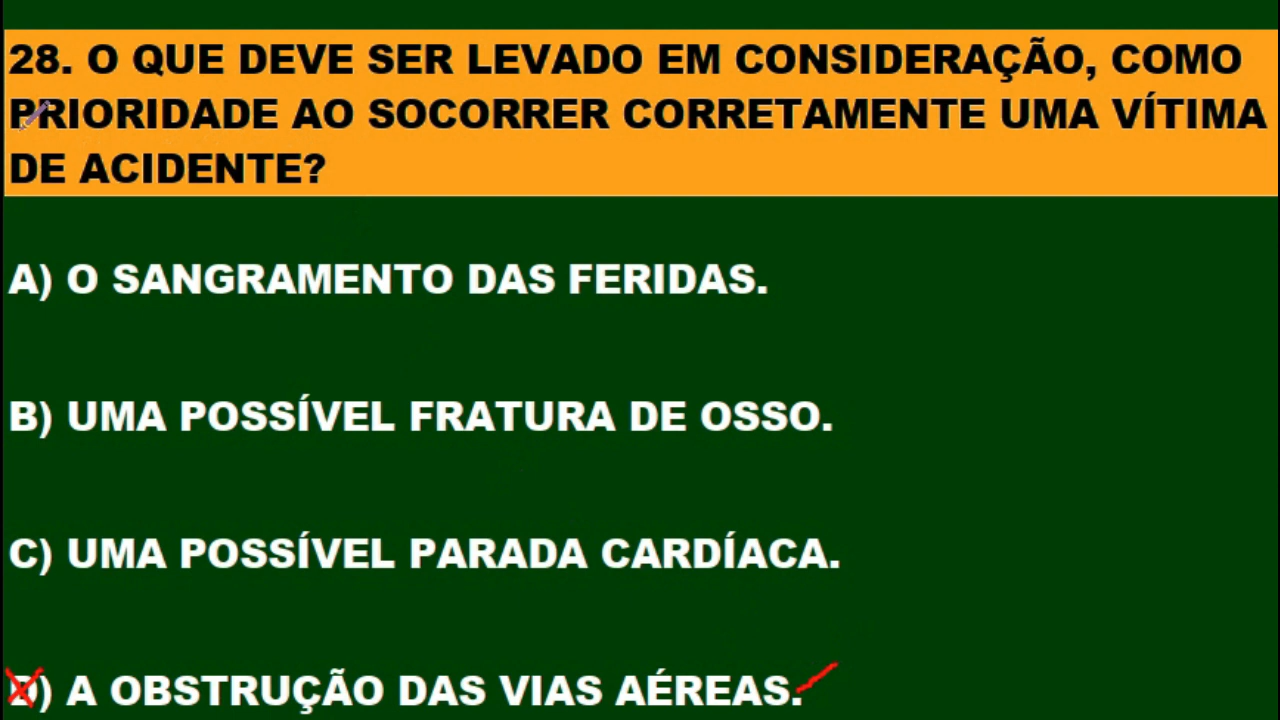 28. O QUE DEVE SER LEVADO EM CONSIDERAÇÃO, COMO
PRIORIDADE AO SOCORRER CORRETAMENTE UMA VÍTIMA
DE ACIDENTE?
A) O SANGRAMENTO DAS FERIDAS.
B) UMA POSSÍVEL FRATURA DE OSSO.
C) UMA POSSÍVEL PARADA CARDÍACA.
D) A OBSTRUÇÃO DAS VIAS AÉREAS.